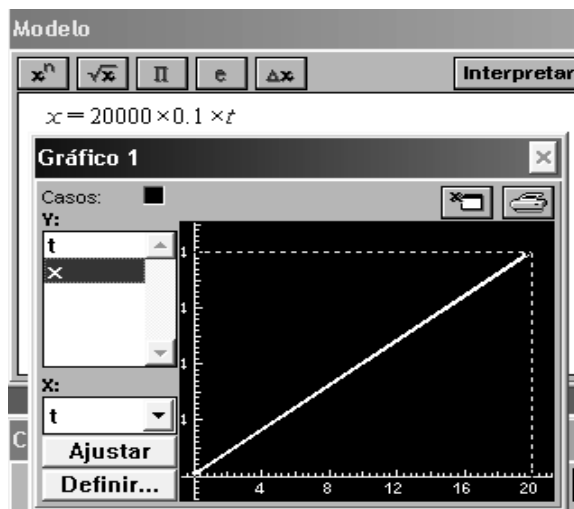 Modelo
xⁿ √x Π e Δx Interpretar
x = 20000 × 0.1 × t
Gráfico 1
Casos:
Y:
t
x
1
1
1
1
X:
t
C
Ajustar
Definir...
4 8 12 16 20